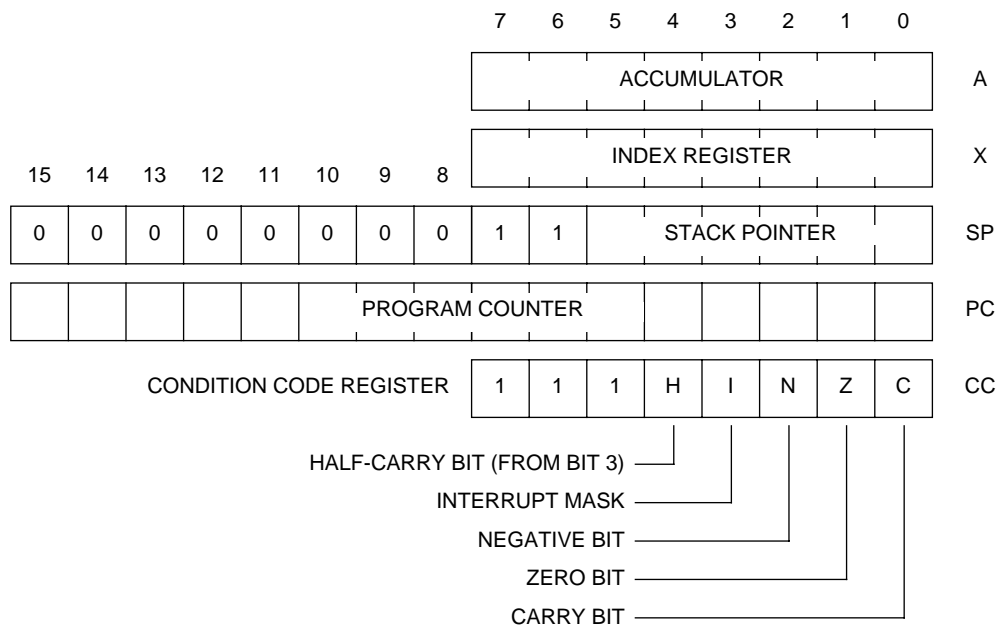 7 6 5 4 3 2 1 0
ACCUMULATOR A
INDEX REGISTER X
15 14 13 12 11 10 9 8
0 0 0 0 0 0 0 0 1 1 STACK POINTER SP
PROGRAM COUNTER PC
CONDITION CODE REGISTER 1 1 1 H I N Z C CC
HALF-CARRY BIT (FROM BIT 3)
INTERRUPT MASK
NEGATIVE BIT
ZERO BIT
CARRY BIT